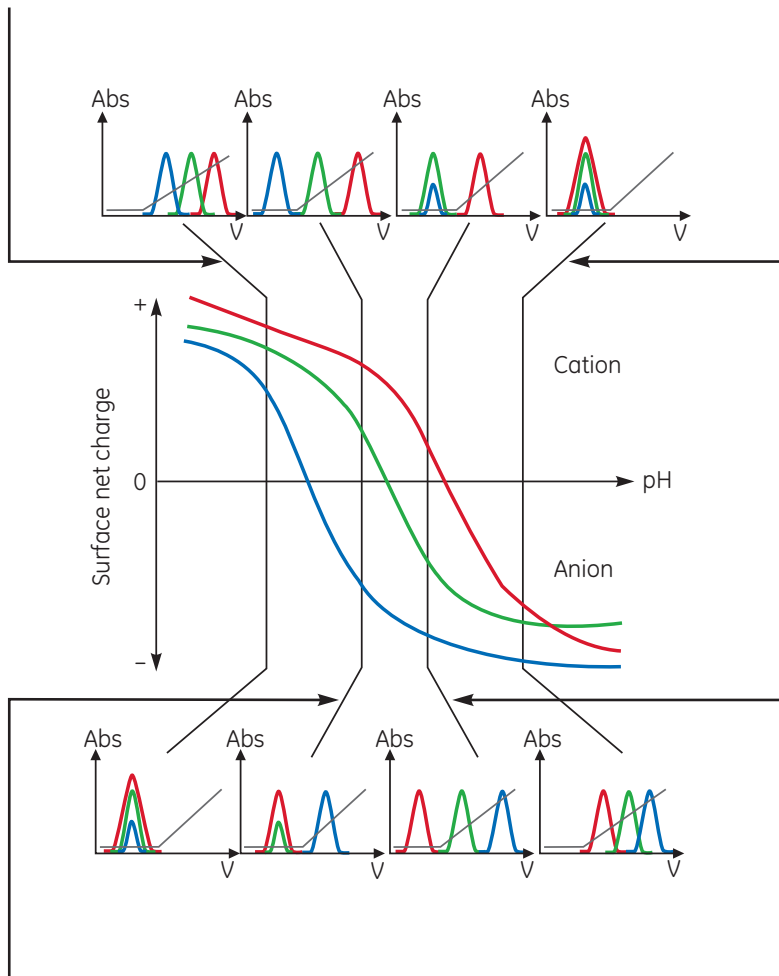 Abs Abs Abs Abs
V V V V
+
Cation
Surface net charge
0
pH
Anion
–
Abs Abs Abs Abs
V V V V